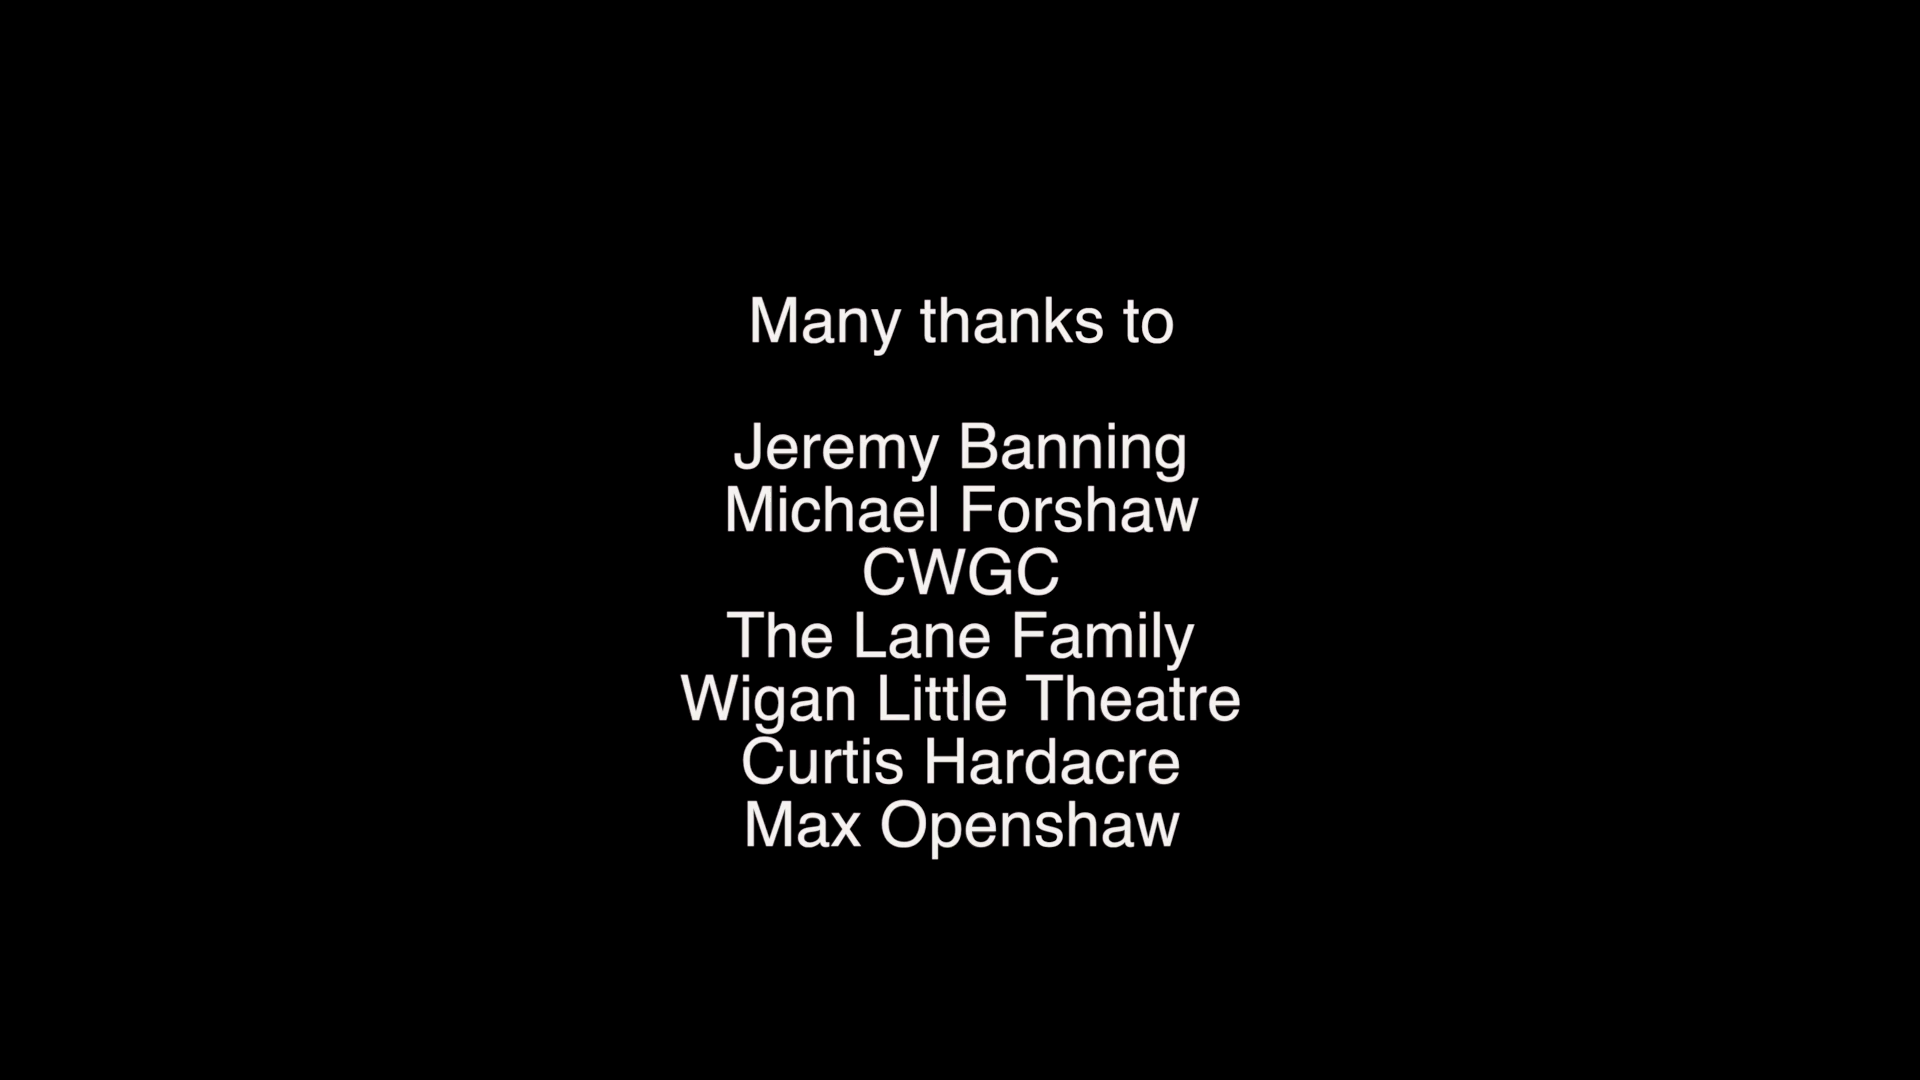 Many thanks to
Jeremy Banning
Michael Forshaw
CWGC
The Lane Family
Wigan Little Theatre
Curtis Hardacre
Max Openshaw